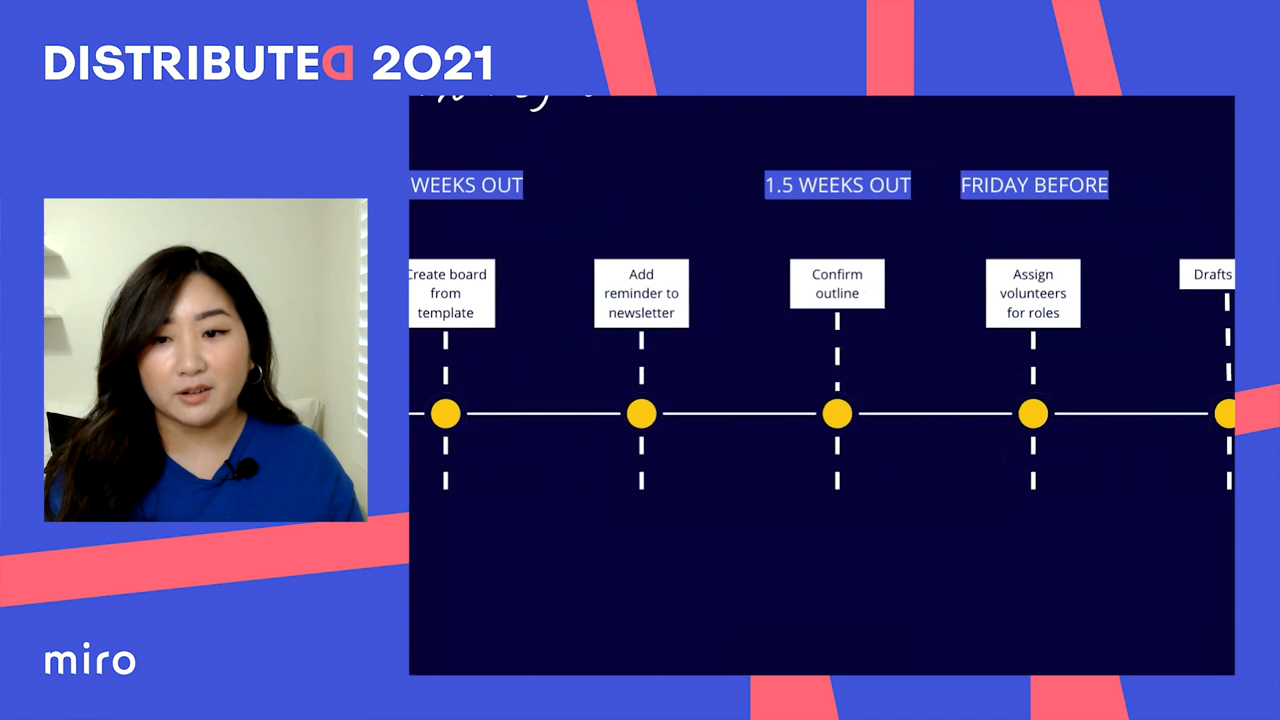 DISTRIBUTED 2021
WEEKS OUT
1.5 WEEKS OUT
FRIDAY BEFORE
Create board
from
template
Add
reminder to
newsletter
Confirm
outline
Assign
volunteers
for roles
Drafts
miro